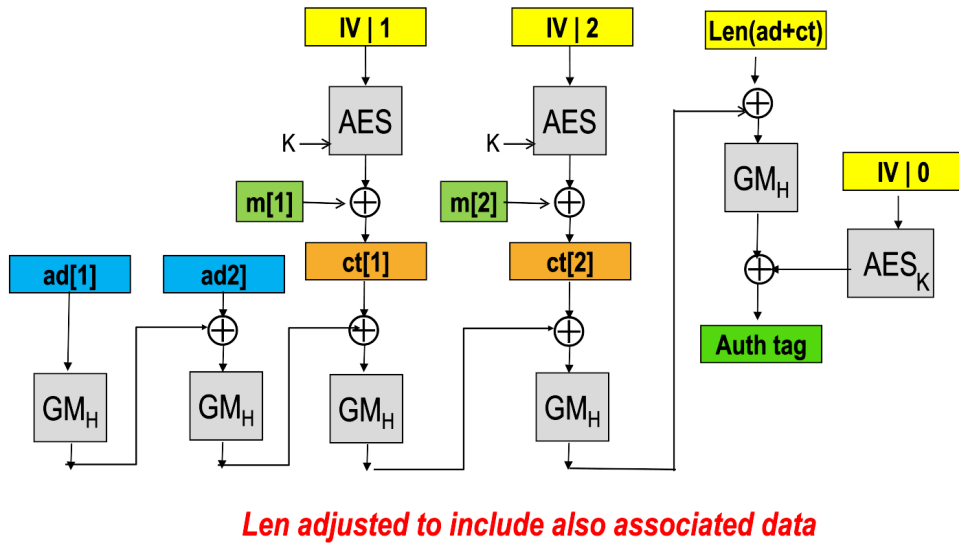 IV | 1
IV | 2
Len(ad+ct)
AES
AES
K
K
GMH
IV | 0
m[1]
m[2]
ct[1]
ct[2]
ad[1]
ad2]
AESK
Auth tag
GMH
GMH
GMH
GMH
Len adjusted to include also associated data